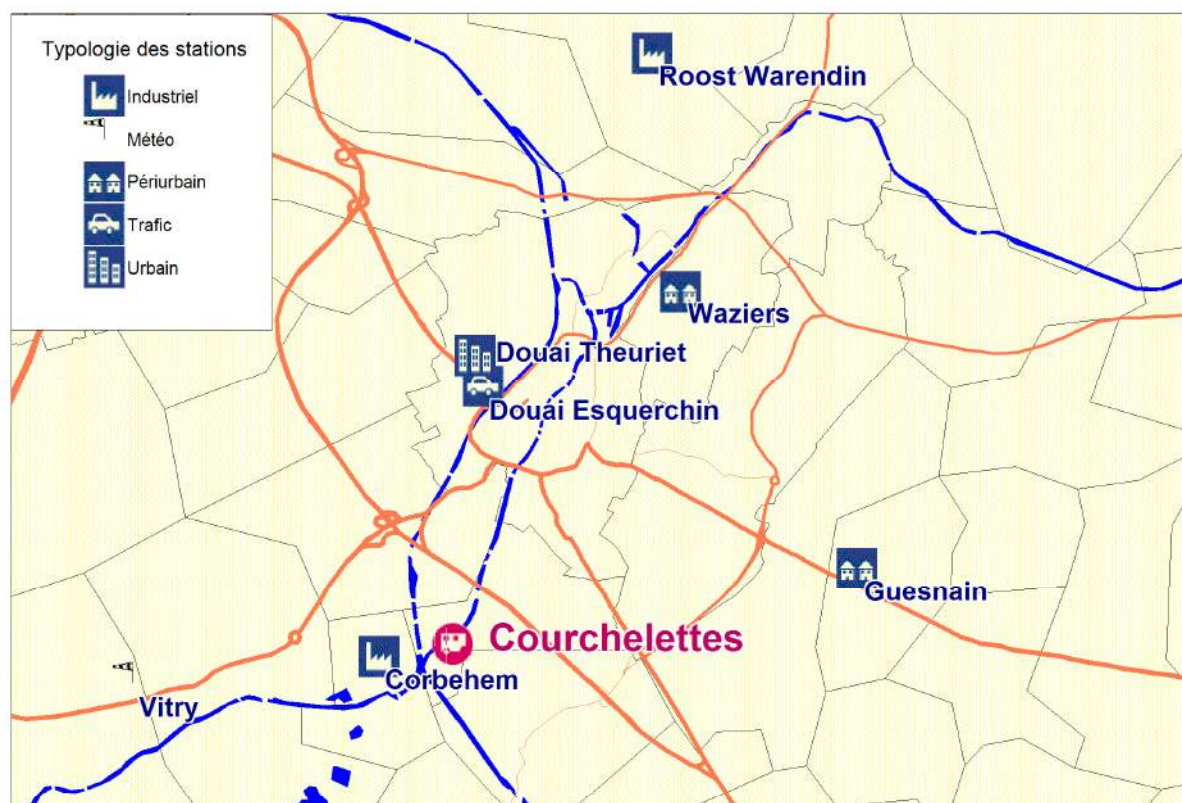 Typologie des stations
Industriel
Météo
Périurbain
Trafic
Urbain
Roost Warendin
Waziers
Douai Theuriet
Douai Esquerchin
Guesnain
Courchelettes
Corbehem
Vitry